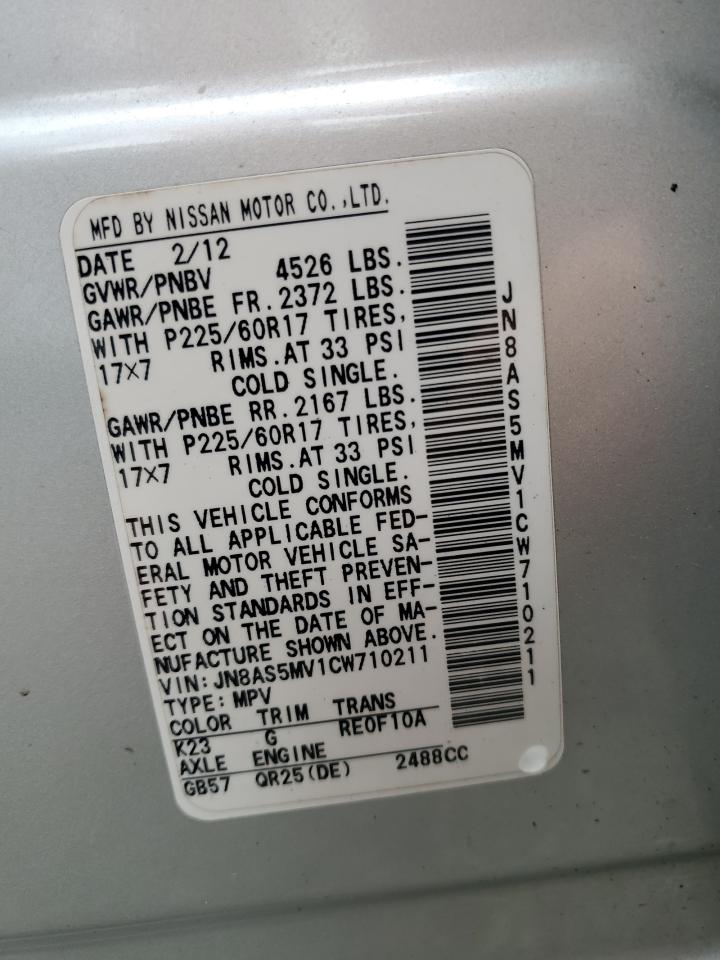 MFD BY NISSAN MOTOR CO.,LTD.
DATE 2/12
GVWR/PNBV 4526 LBS.
GAWR/PNBE FR.2372 LBS.
WITH P225/60R17 TIRES,
17X7 RIMS.AT 33 PSI
COLD SINGLE.
GAWR/PNBE RR.2167 LBS.
WITH P225/60R17 TIRES,
17X7 RIMS.AT 33 PSI
COLD SINGLE.
THIS VEHICLE CONFORMS
TO ALL APPLICABLE FED-
ERAL MOTOR VEHICLE SA-
FETY AND THEFT PREVEN-
TION STANDARDS IN EFF-
ECT ON THE DATE OF MA-
NUFACTURE SHOWN ABOVE.
VIN:JN8AS5MV1CW710211
TYPE:MPV
COLOR TRIM TRANS
K23 G RE0F10A
AXLE ENGINE
GB57 QR25(DE) 2488CC
JN8AS5MV1CW710211